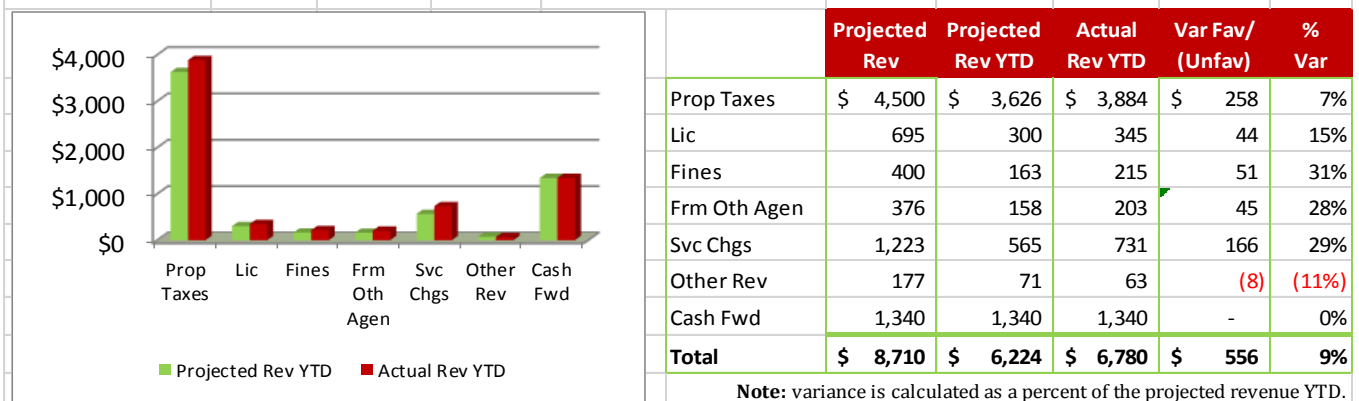 $4,000
$3,000
$2,000
$1,000
$0
Prop Taxes
Lic
Fines
Frm Oth Agen
Svc Chgs
Other Rev
Cash Fwd
Projected Rev YTD Actual Rev YTD
Projected Rev Projected Rev YTD Actual Rev YTD Var Fav/ (Unfav) % Var
Prop Taxes $ 4,500 $ 3,626 $ 3,884 $ 258 7%
Lic 695 300 345 44 15%
Fines 400 163 215 51 31%
Frm Oth Agen 376 158 203 45 28%
Svc Chgs 1,223 565 731 166 29%
Other Rev 177 71 63 (8) (11%)
Cash Fwd 1,340 1,340 1,340 - 0%
Total $ 8,710 $ 6,224 $ 6,780 $ 556 9%
Note: variance is calculated as a percent of the projected revenue YTD.